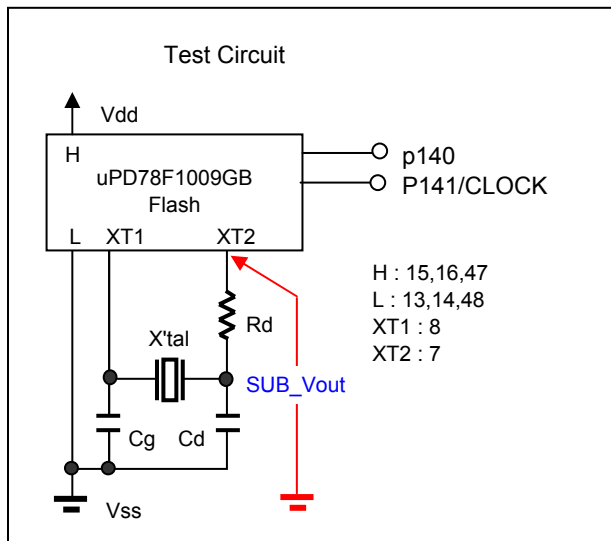 Test Circuit
Vdd
H
uPD78F1009GB
Flash
L XT1 XT2
p140
P141/CLOCK
H : 15,16,47
L : 13,14,48
XT1 : 8
XT2 : 7
Rd
X'tal
SUB_Vout
Cg Cd
Vss